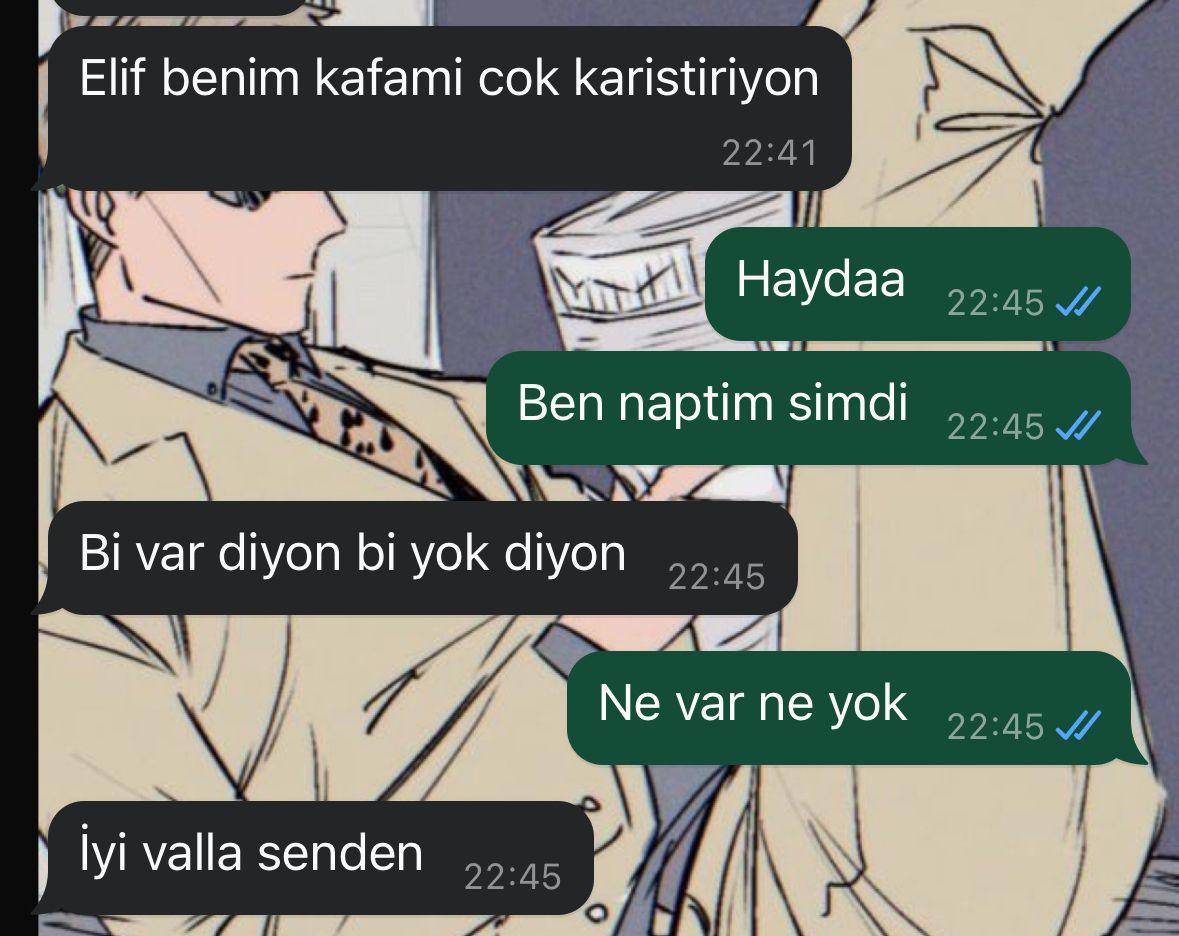 Elif benim kafami cok karistiriyon
22:41
Haydaa 22:45
Ben naptim simdi 22:45
Bi var diyon bi yok diyon 22:45
Ne var ne yok 22:45
İyi valla senden 22:45